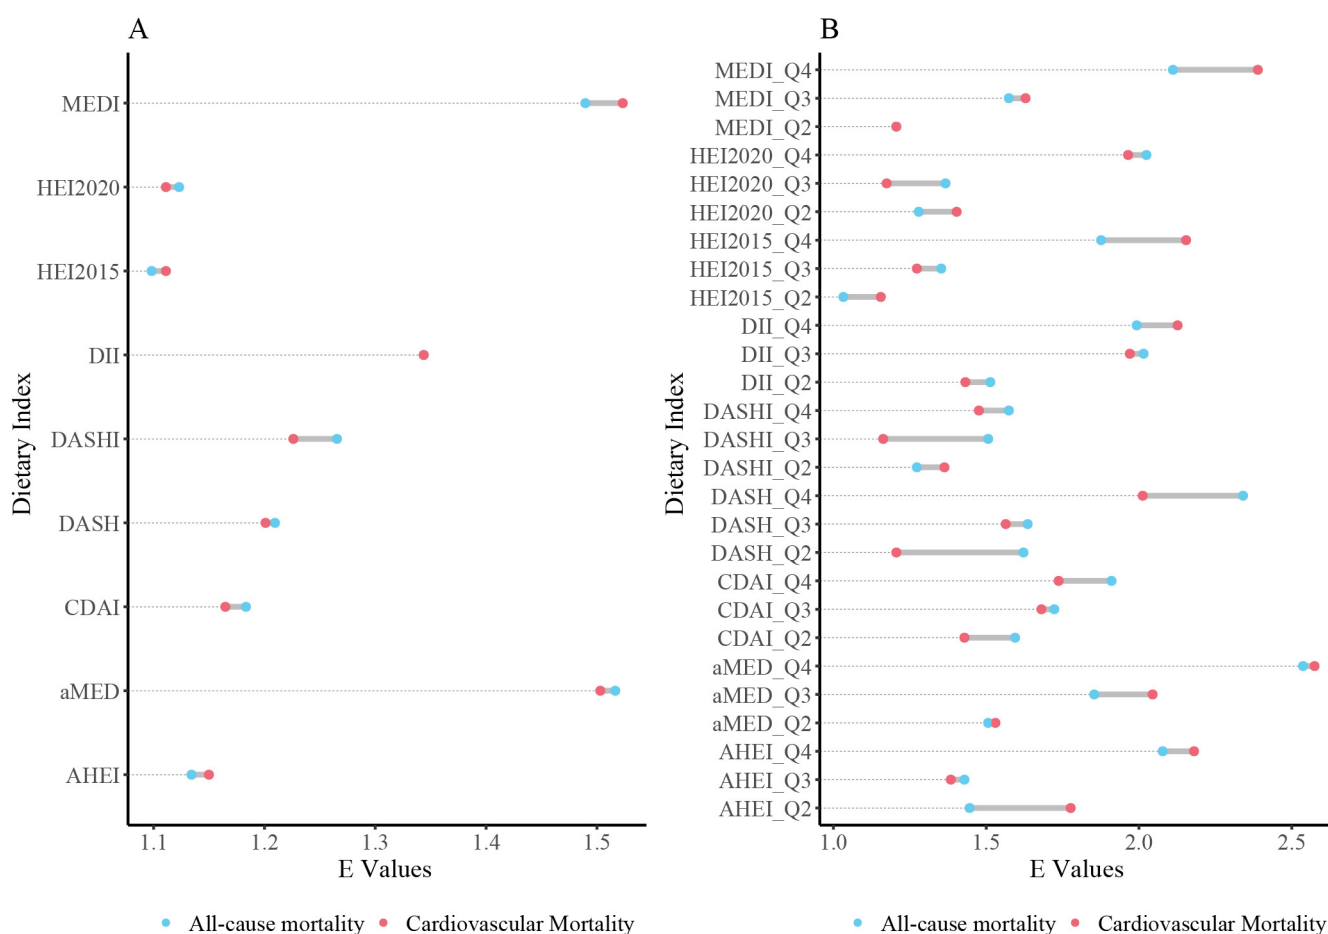 A
MEDI
HEI2020
HEI2015
DII
DASHI
DASH
CDAI
aMED
AHEI
Dietary Index
1.1 1.2 1.3 1.4 1.5
E Values
All-cause mortality Cardiovascular Mortality
B
MEDI_Q4
MEDI_Q3
MEDI_Q2
HEI2020_Q4
HEI2020_Q3
HEI2020_Q2
HEI2015_Q4
HEI2015_Q3
HEI2015_Q2
DII_Q4
DII_Q3
DII_Q2
DASHI_Q4
DASHI_Q3
DASHI_Q2
DASH_Q4
DASH_Q3
DASH_Q2
CDAI_Q4
CDAI_Q3
CDAI_Q2
aMED_Q4
aMED_Q3
aMED_Q2
AHEI_Q4
AHEI_Q3
AHEI_Q2
Dietary Index
1.0 1.5 2.0 2.5
E Values
All-cause mortality Cardiovascular Mortality